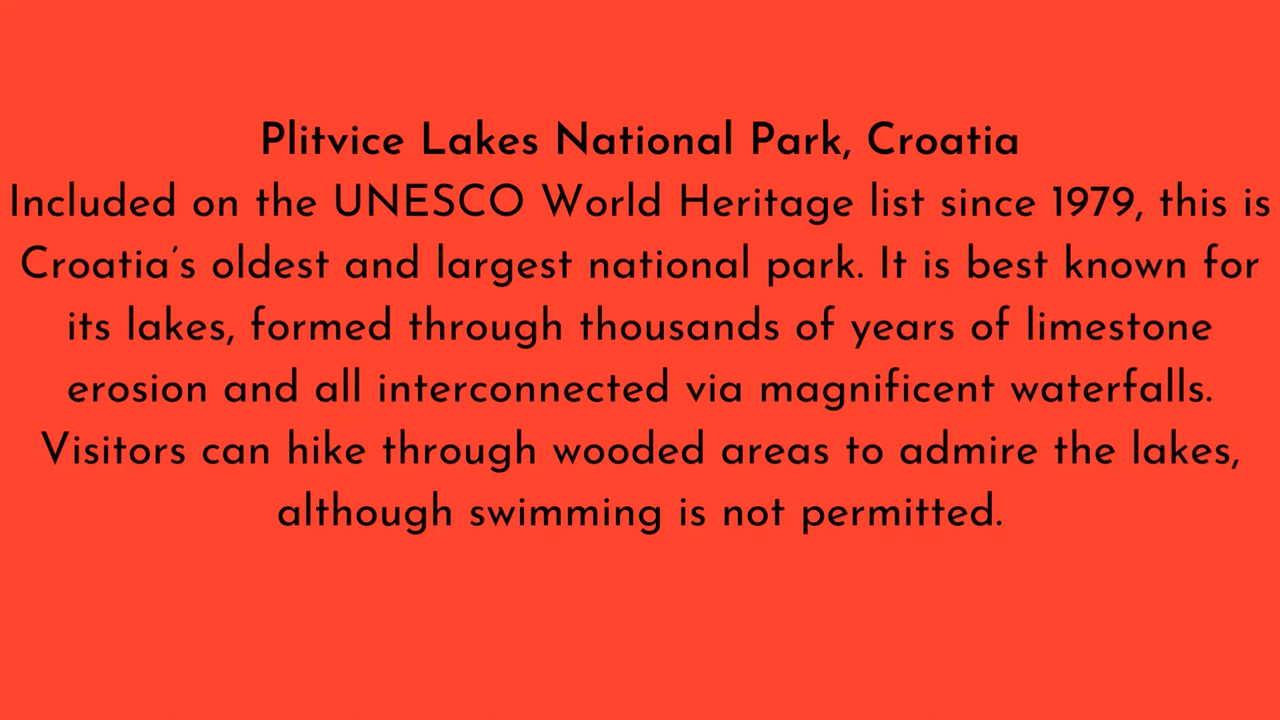 Plitvice Lakes National Park, Croatia
Included on the UNESCO World Heritage list since 1979, this is
Croatia's oldest and largest national park. It is best known for
its lakes, formed through thousands of years of limestone
erosion and all interconnected via magnificent waterfalls.
Visitors can hike through wooded areas to admire the lakes,
although swimming is not permitted.